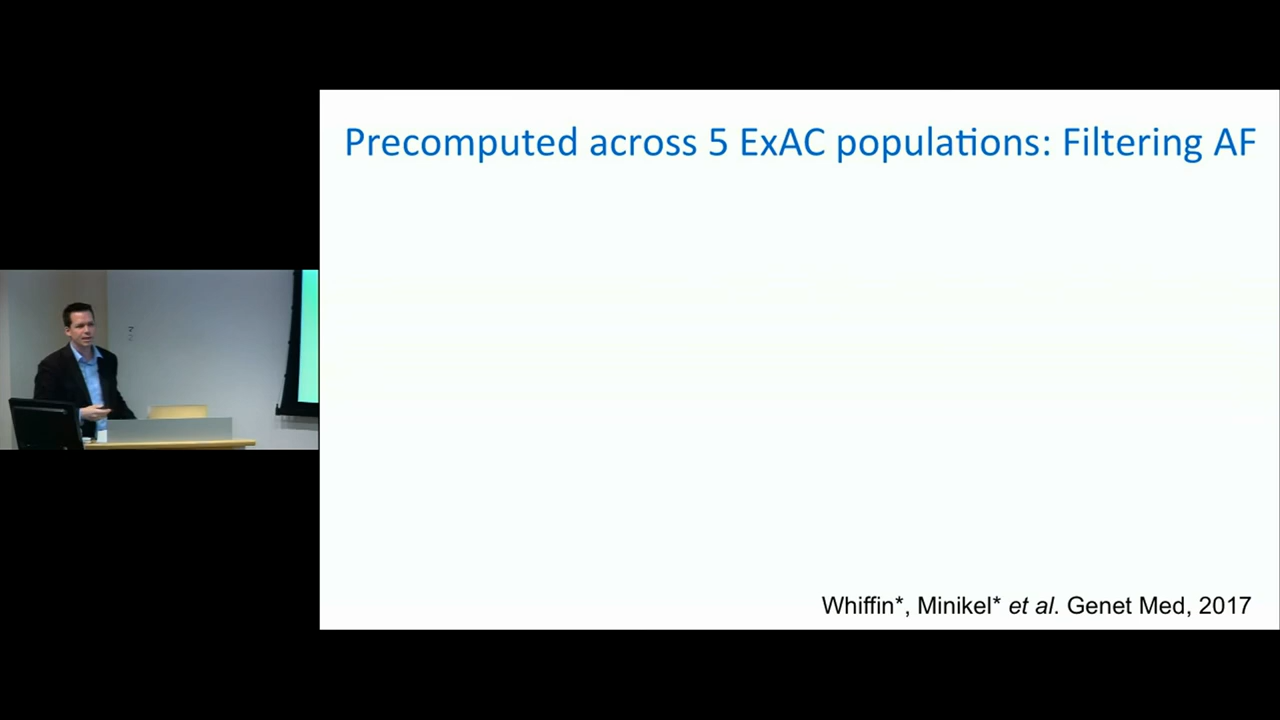 Precomputed across 5 ExAC populations: Filtering AF
Whiffin*, Minikel* et al. Genet Med, 2017